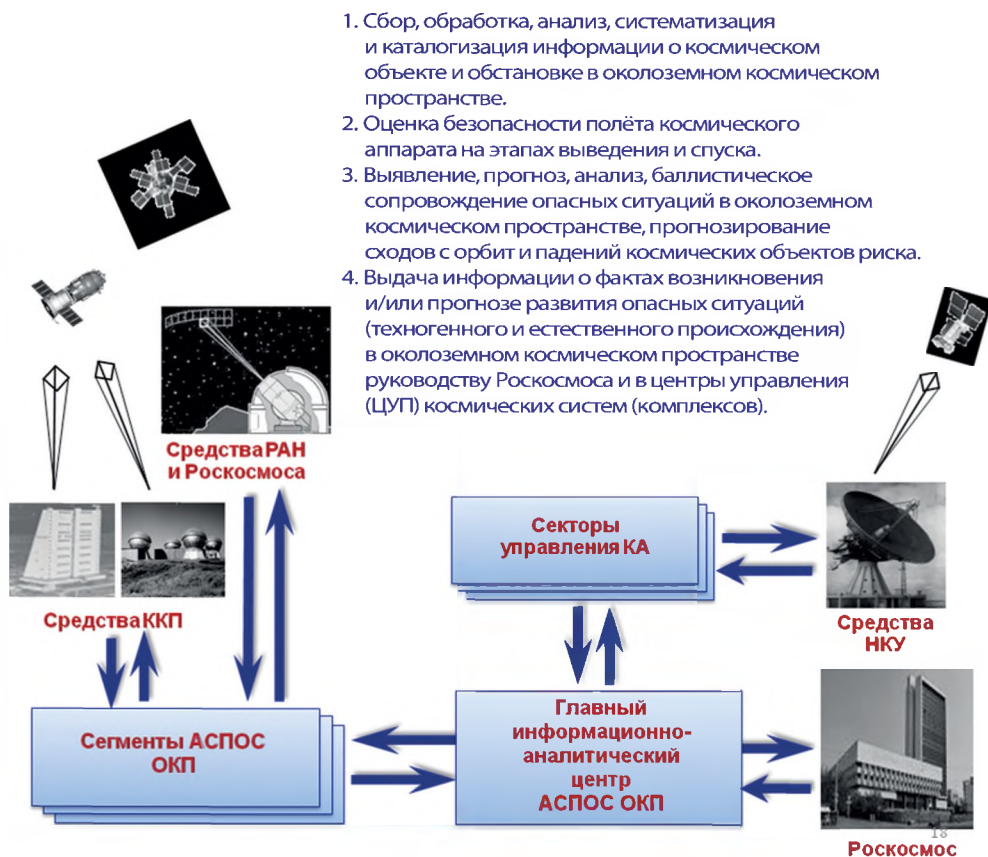 1. Сбор, обработка, анализ, систематизация
и каталогизация информации о космическом
объекте и обстановке в околоземном космическом
пространстве.
2. Оценка безопасности полёта космического
аппарата на этапах выведения и спуска.
3. Выявление, прогноз, анализ, баллистическое
сопровождение опасных ситуаций в околоземном
космическом пространстве, прогнозирование
сходов с орбит и падений космических объектов риска.
4. Выдача информации о фактах возникновения
и/или прогнозе развития опасных ситуаций
(техногенного и естественного происхождения)
в околоземном космическом пространстве
руководству Роскосмоса и в центры управления
(ЦУП) космических систем (комплексов).
Средства РАН
и Роскосмоса
Средства ККП
Секторы
управления КА
Средства
НКУ
Сегменты АСПОС
ОКП
Главный
информационно-
аналитический
центр
АСПОС ОКП
18
Роскосмос